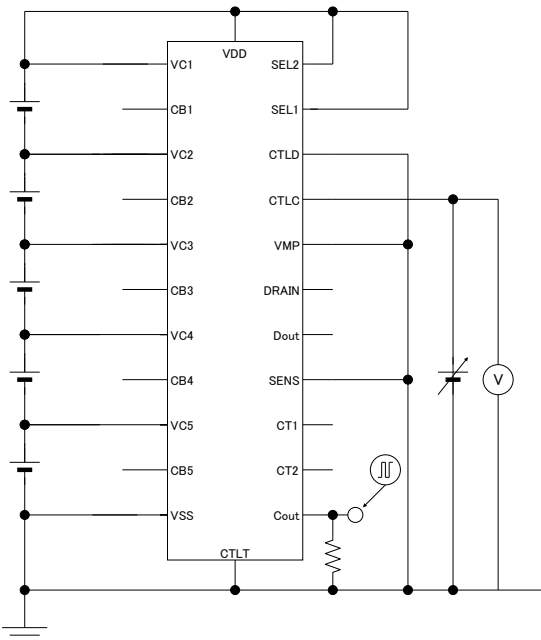 VDD
VC1
SEL2
CB1
SEL1
VC2
CTLD
CB2
CTLC
VC3
VMP
CB3
DRAIN
VC4
Dout
CB4
SENS
V
VC5
CT1
CB5
CT2
VSS
Cout
CTLT